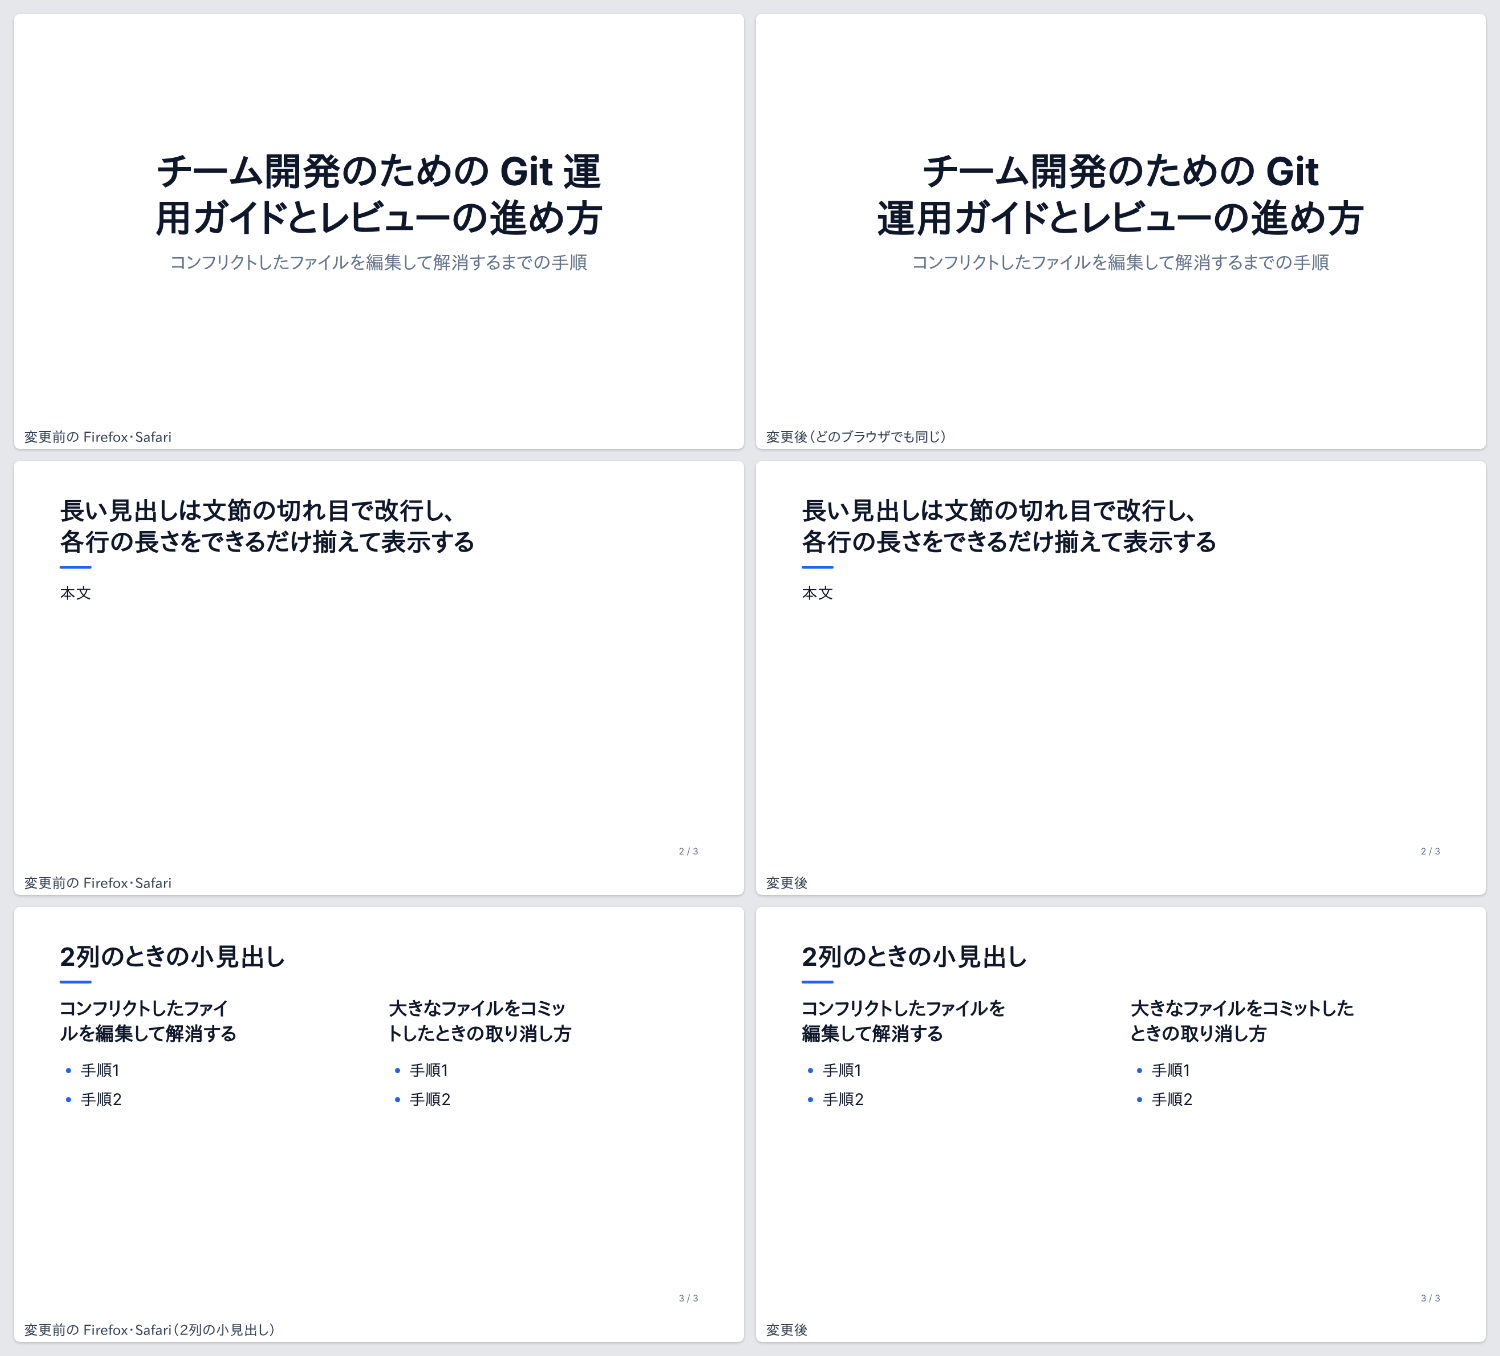 チーム開発のための Git 運
用ガイドとレビューの進め方
コンフリクトしたファイルを編集して解消するまでの手順
変更前の Firefox・Safari
チーム開発のための Git
運用ガイドとレビューの進め方
コンフリクトしたファイルを編集して解消するまでの手順
変更後（どのブラウザでも同じ）
長い見出しは文節の切れ目で改行し、
各行の長さをできるだけ揃えて表示する
本文
2 / 3
変更前の Firefox・Safari
長い見出しは文節の切れ目で改行し、
各行の長さをできるだけ揃えて表示する
本文
2 / 3
変更後
2列のときの小見出し
コンフリクトしたファイ
ルを編集して解消する
手順1
手順2
大きなファイルをコミッ
トしたときの取り消し方
手順1
手順2
3 / 3
変更前の Firefox・Safari（2列の小見出し）
2列のときの小見出し
コンフリクトしたファイルを
編集して解消する
手順1
手順2
大きなファイルをコミットした
ときの取り消し方
手順1
手順2
3 / 3
変更後